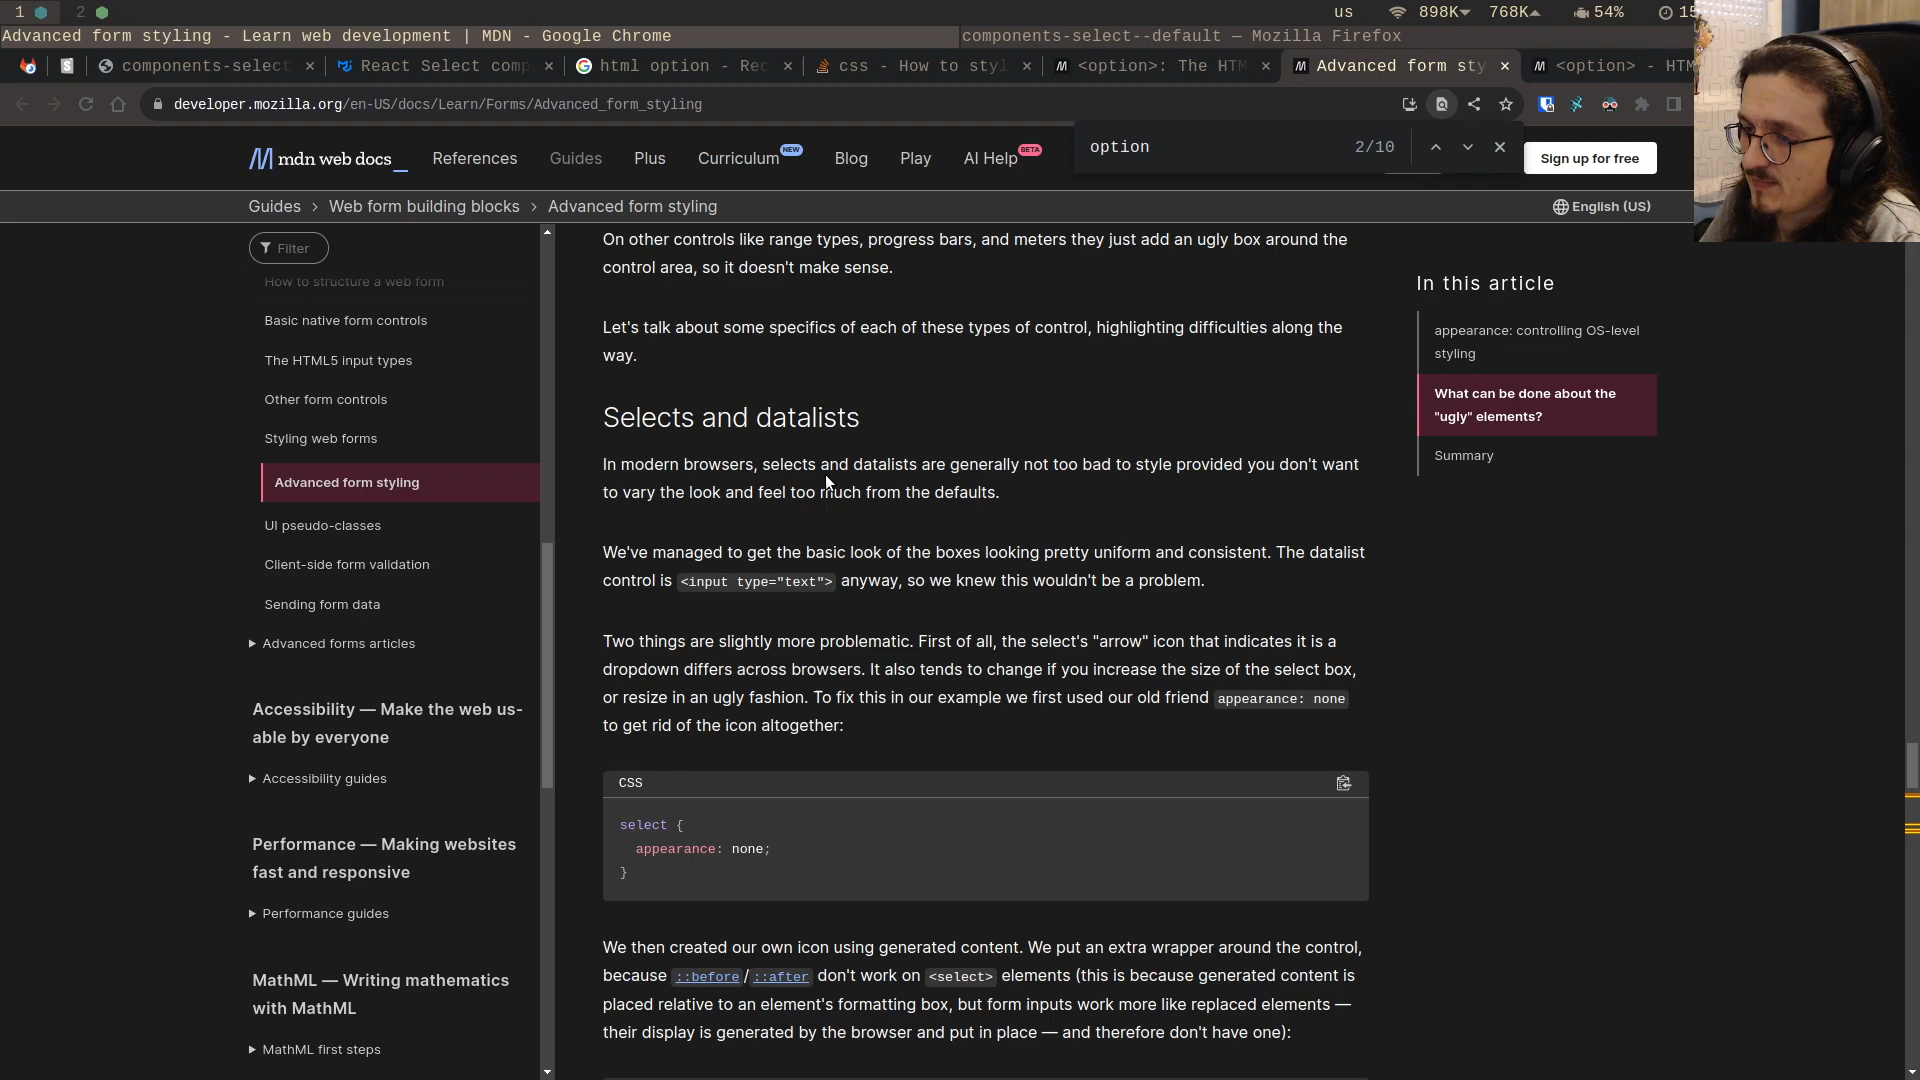 1 2 us 898K 768K 54% 15
Advanced form styling - Learn web development | MDN - Google Chrome
components-select--default — Mozilla Firefox
components-select
React Select comp
html option - Rec
css - How to styl
<option>: The HTM
Advanced form sty
<option> - HTM
developer.mozilla.org/en-US/docs/Learn/Forms/Advanced_form_styling
option 2/10
mdn web docs_
References
Guides
Plus
Curriculum NEW
Blog
Play
AI Help BETA
Sign up for free
Guides > Web form building blocks > Advanced form styling
English (US)
Filter
How to structure a web form
Basic native form controls
The HTML5 input types
Other form controls
Styling web forms
Advanced form styling
UI pseudo-classes
Client-side form validation
Sending form data
Advanced forms articles
Accessibility — Make the web us-
able by everyone
Accessibility guides
Performance — Making websites
fast and responsive
Performance guides
MathML — Writing mathematics
with MathML
MathML first steps
On other controls like range types, progress bars, and meters they just add an ugly box around the
control area, so it doesn't make sense.
Let's talk about some specifics of each of these types of control, highlighting difficulties along the
way.
Selects and datalists
In modern browsers, selects and datalists are generally not too bad to style provided you don't want
to vary the look and feel too much from the defaults.
We've managed to get the basic look of the boxes looking pretty uniform and consistent. The datalist
control is <input type="text"> anyway, so we knew this wouldn't be a problem.
Two things are slightly more problematic. First of all, the select's "arrow" icon that indicates it is a
dropdown differs across browsers. It also tends to change if you increase the size of the select box,
or resize in an ugly fashion. To fix this in our example we first used our old friend appearance: none
to get rid of the icon altogether:
CSS
select {
appearance: none;
}
We then created our own icon using generated content. We put an extra wrapper around the control,
because ::before/::after don't work on <select> elements (this is because generated content is
placed relative to an element's formatting box, but form inputs work more like replaced elements —
their display is generated by the browser and put in place — and therefore don't have one):
In this article
appearance: controlling OS-level
styling
What can be done about the
"ugly" elements?
Summary